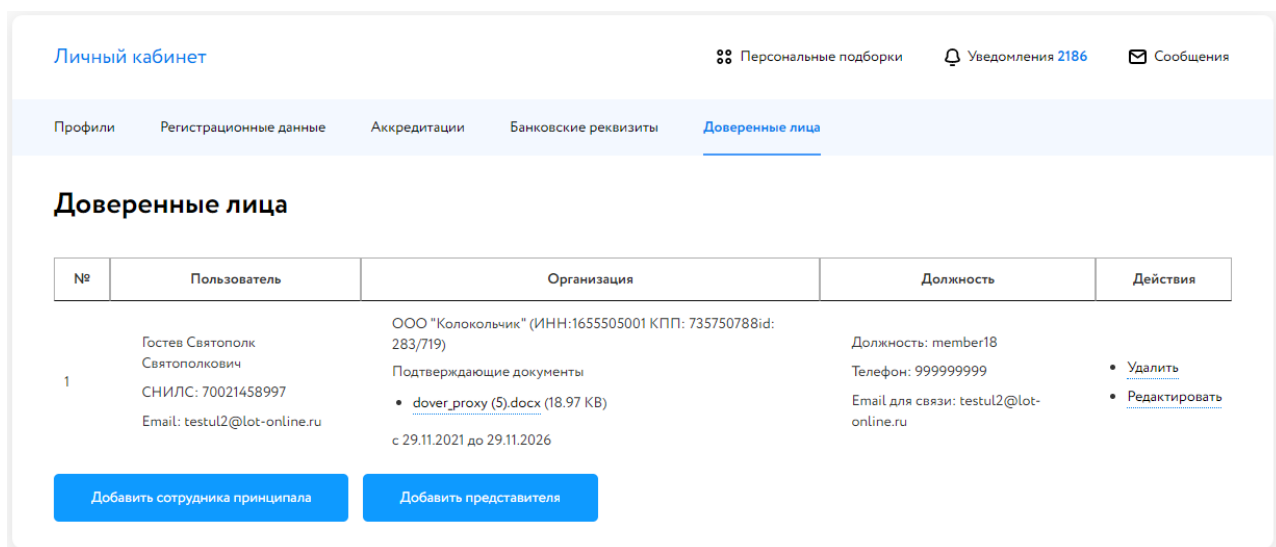 Личный кабинет
Персональные подборки
Уведомления 2186
Сообщения
Профили
Регистрационные данные
Аккредитации
Банковские реквизиты
Доверенные лица
Доверенные лица
№
Пользователь
Организация
Должность
Действия
1
Гостев Святополк
Святополкович
СНИЛС: 70021458997
Email: testul2@lot-online.ru
ООО "Колокольчик" (ИНН:1655505001 КПП: 735750788id:
283/719)
Подтверждающие документы
• dover_proxy (5).docx (18.97 KB)
с 29.11.2021 до 29.11.2026
Должность: member18
Телефон: 999999999
Email для связи: testul2@lot-
online.ru
• Удалить
• Редактировать
Добавить сотрудника принципала
Добавить представителя